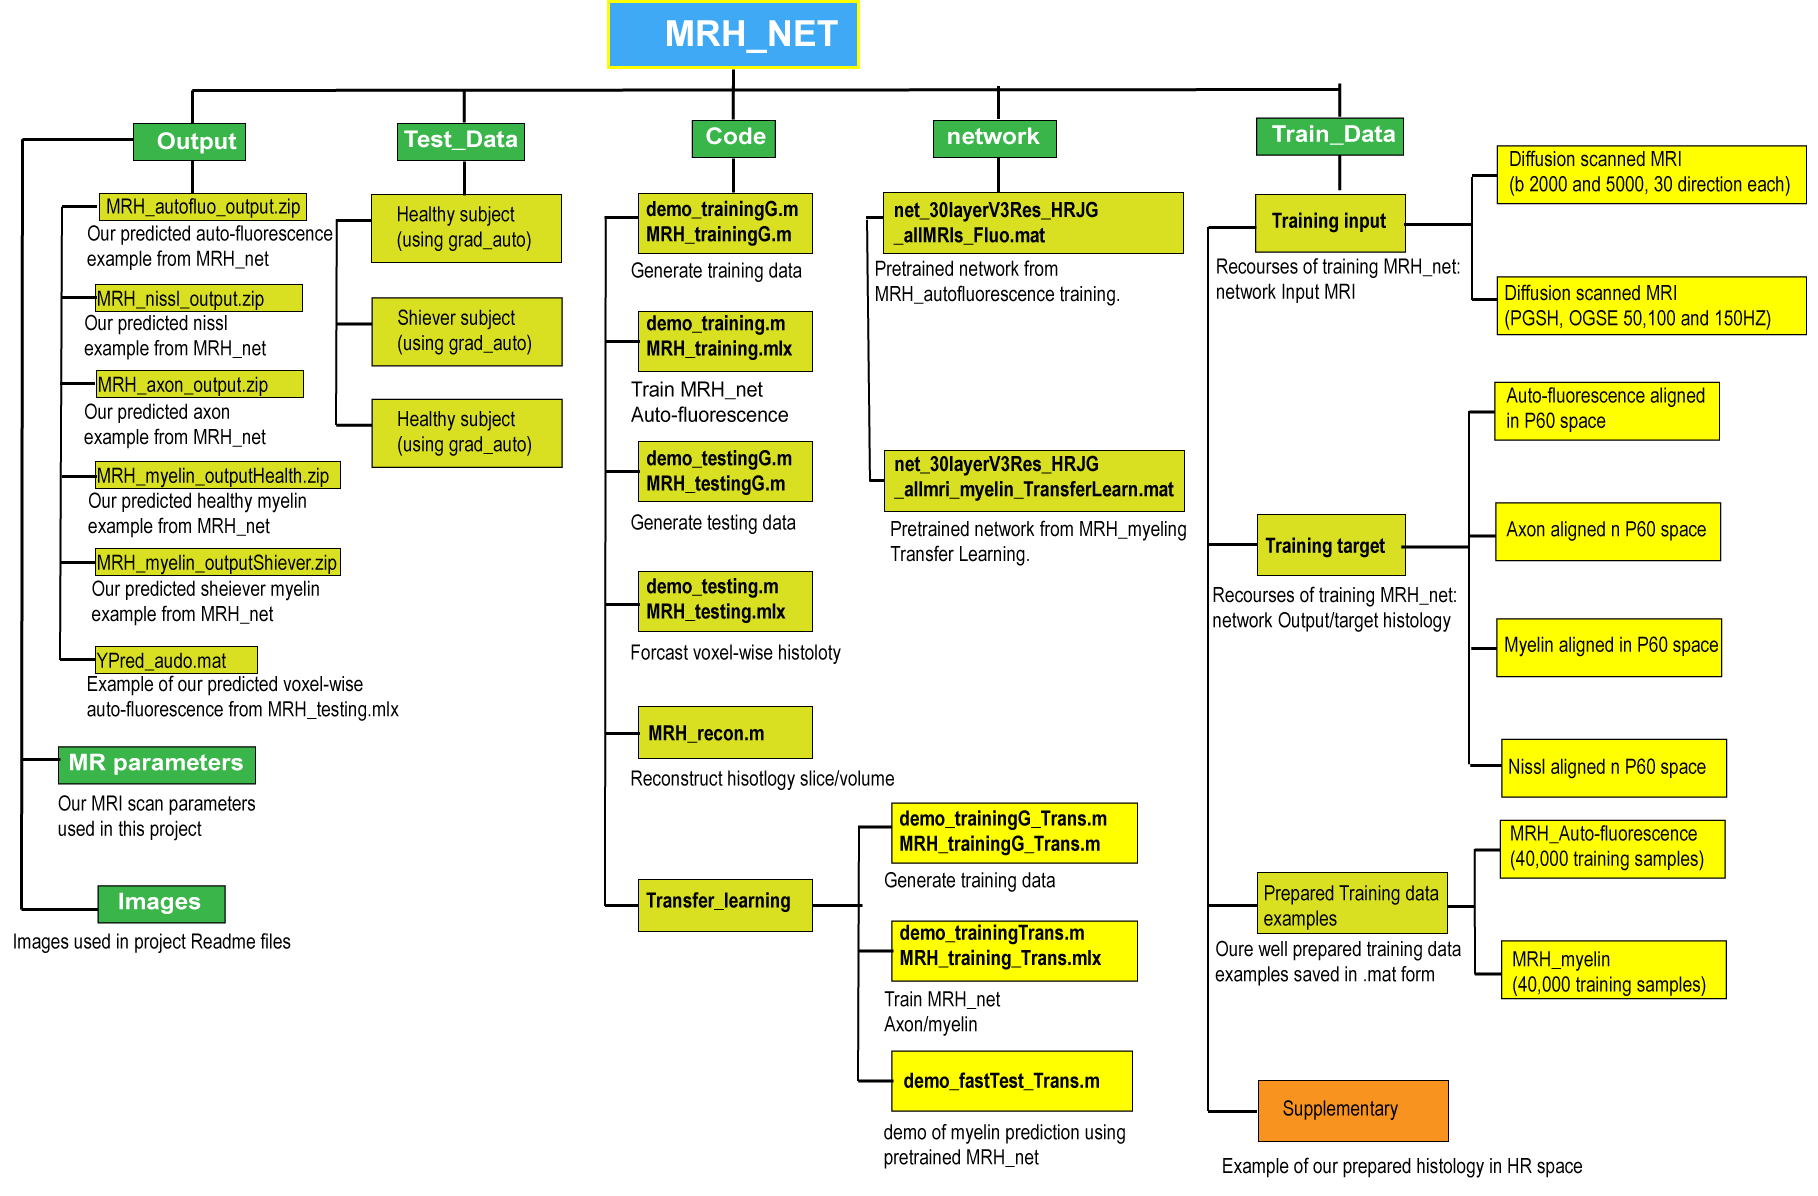 MRH_NET
Output
MRH_autofluo_output.zip
Our predicted auto-fluorescence
example from MRH_net
MRH_nissl_output.zip
Our predicted nissl
example from MRH_net
MRH_axon_output.zip
Our predicted axon
example from MRH_net
MRH_myelin_outputHealth.zip
Our predicted healthy myelin
example from MRH_net
MRH_myelin_outputShiever.zip
Our predicted sheiever myelin
example from MRH_net
YPred_audo.mat
Example of our predicted voxel-wise
auto-fluorescence from MRH_testing.mlx
MR parameters
Our MRI scan parameters
used in this project
Images
Images used in project Readme files
Test_Data
Healthy subject
(using grad_auto)
Shiever subject
(using grad_auto)
Healthy subject
(using grad_auto)
Code
demo_trainingG.m
MRH_trainingG.m
Generate training data
demo_training.m
MRH_training.mlx
Train MRH_net
Auto-fluorescence
demo_testingG.m
MRH_testingG.m
Generate testing data
demo_testing.m
MRH_testing.mlx
Forcast voxel-wise histoloty
MRH_recon.m
Reconstruct hisotlogy slice/volume
Transfer_learning
demo_trainingG_Trans.m
MRH_trainingG_Trans.m
Generate training data
demo_trainingTrans.m
MRH_training_Trans.mlx
Train MRH_net
Axon/myelin
demo_fastTest_Trans.m
demo of myelin prediction using
pretrained MRH_net
network
net_30layerV3Res_HRJG
_allMRIs_Fluo.mat
Pretrained network from
MRH_autofluorescence training.
net_30layerV3Res_HRJG
_allmri_myelin_TransferLearn.mat
Pretrained network from MRH_myeling
Transfer Learning.
Train_Data
Training input
Recourses of training MRH_net:
network Input MRI
Diffusion scanned MRI
(b 2000 and 5000, 30 direction each)
Diffusion scanned MRI
(PGSH, OGSE 50,100 and 150HZ)
Training target
Recourses of training MRH_net:
network Output/target histology
Auto-fluorescence aligned
in P60 space
Axon aligned n P60 space
Myelin aligned in P60 space
Nissl aligned n P60 space
Prepared Training data
examples
Oure well prepared training data
examples saved in .mat form
MRH_Auto-fluorescence
(40,000 training samples)
MRH_myelin
(40,000 training samples)
Supplementary
Example of our prepared histology in HR space